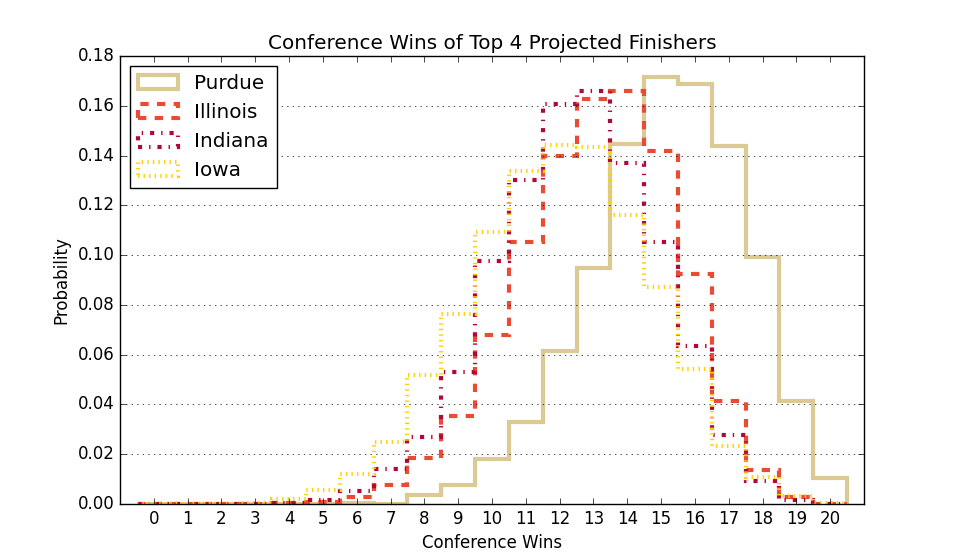 Conference Wins of Top 4 Projected Finishers
0.18
0.16
0.14
0.12
0.10
0.08
0.06
0.04
0.02
0.00
Probability
Purdue
Illinois
Indiana
Iowa
0 1 2 3 4 5 6 7 8 9 10 11 12 13 14 15 16 17 18 19 20
Conference Wins